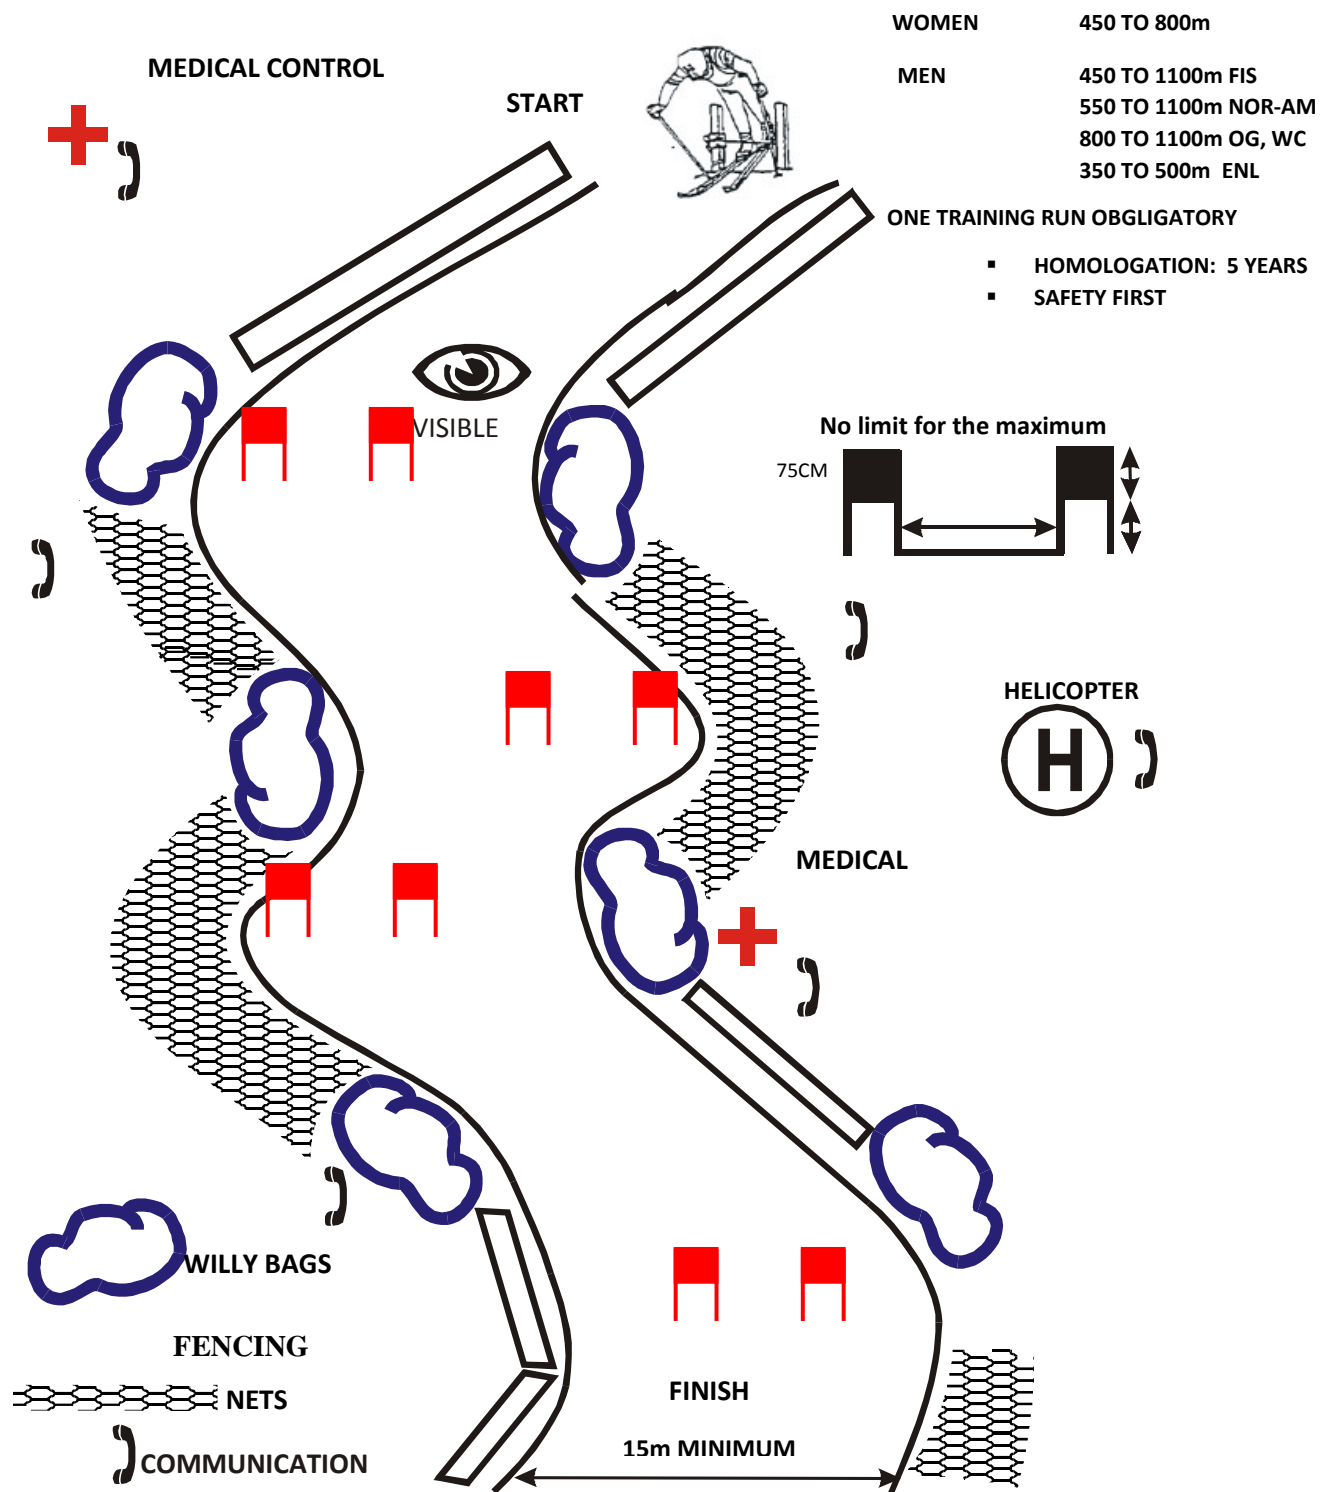 WOMEN 450 TO 800m
MEDICAL CONTROL
MEN 450 TO 1100m FIS
START
550 TO 1100m NOR-AM
800 TO 1100m OG, WC
350 TO 500m ENL
ONE TRAINING RUN OBGLIGATORY
▪ HOMOLOGATION: 5 YEARS
▪ SAFETY FIRST
VISIBLE
No limit for the maximum
75CM
HELICOPTER
H
MEDICAL
WILLY BAGS
FENCING
NETS
FINISH
15m MINIMUM
COMMUNICATION